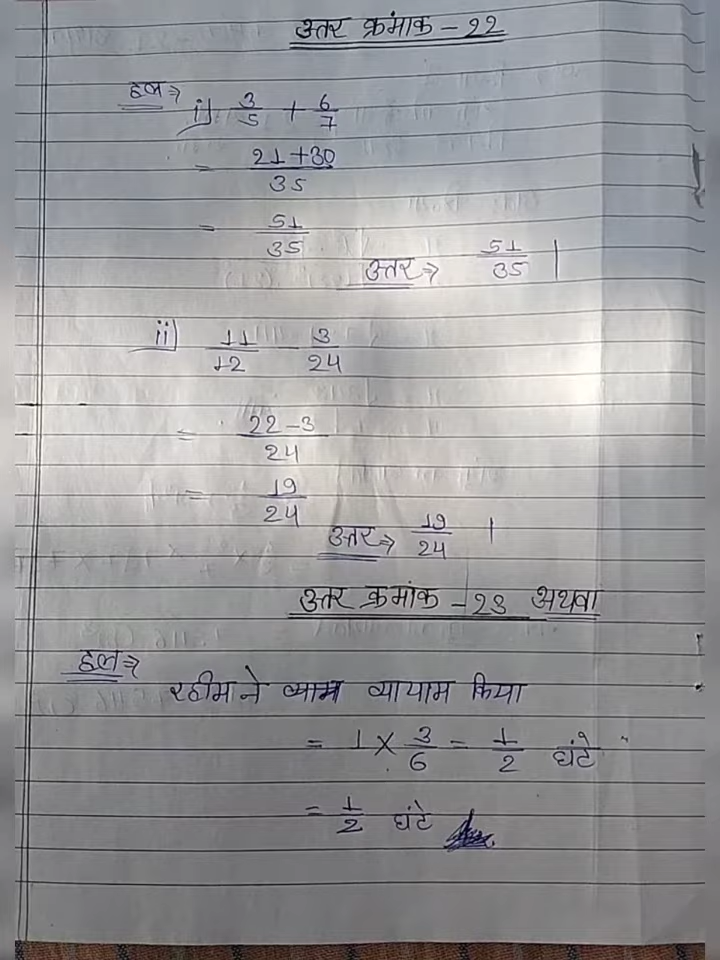 उत्तर क्रमांक - 22
हल ⇒ i) 3/5 + 6/7
= 21+30/35
= 51/35
उत्तर ⇒ 51/35 |
ii) 11/12 - 3/24
= 22-3/24
= 19/24
उत्तर ⇒ 19/24 |
उत्तर क्रमांक - 23 अथवा
हल ⇒
रहीम ने व्यायाम किया
= 1 × 3/6 = 1/2 घंटे
= 1/2 घंटे